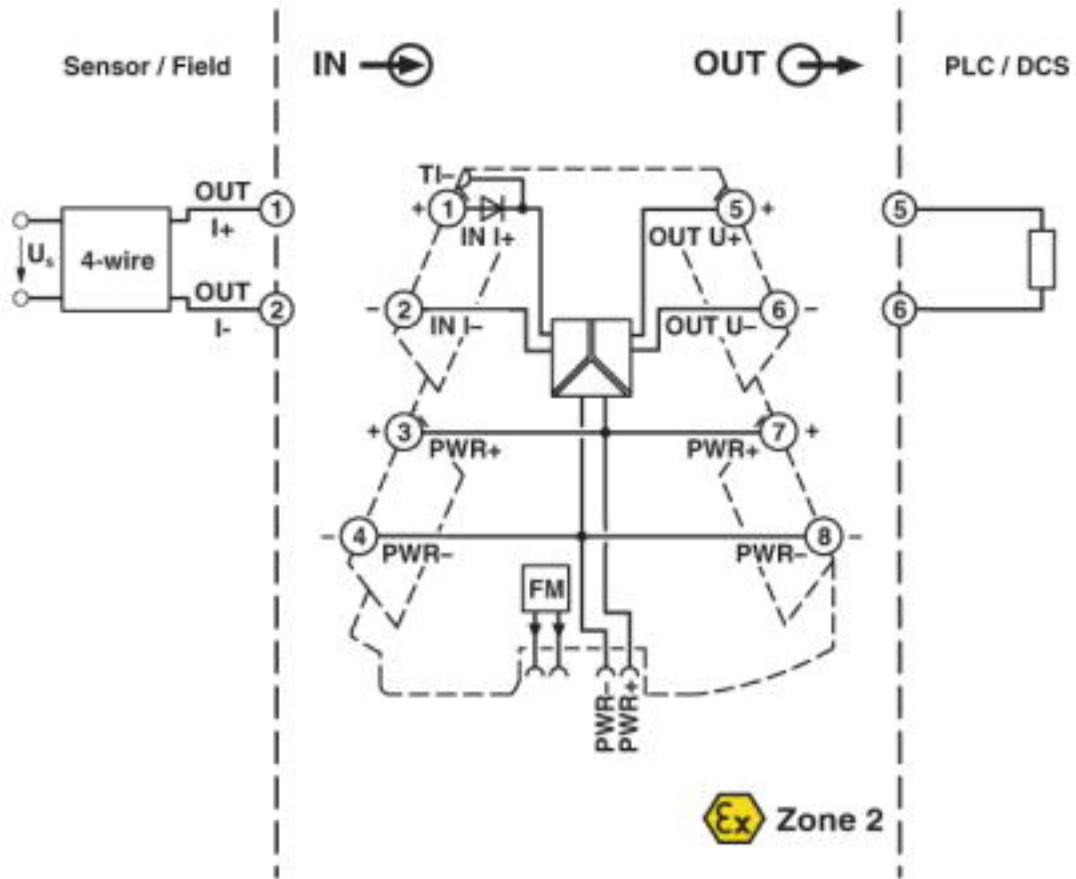 Sensor / Field
IN
OUT
PLC / DCS
TI–
OUT
1
+ 1
5 +
5
I+
IN I+
OUT U+
Us
4-wire
OUT
2
– 2
6 –
6
I-
IN I–
OUT U–
+ 3
7 +
PWR+
PWR+
– 4
8 –
PWR–
PWR–
FM
PWR–
PWR+
Ex Zone 2